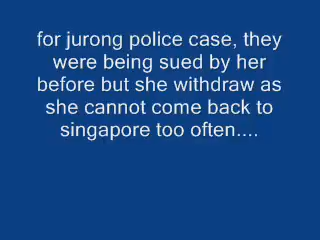 for jurong police case, they
were being sued by her
before but she withdraw as
she cannot come back to
singapore too often....